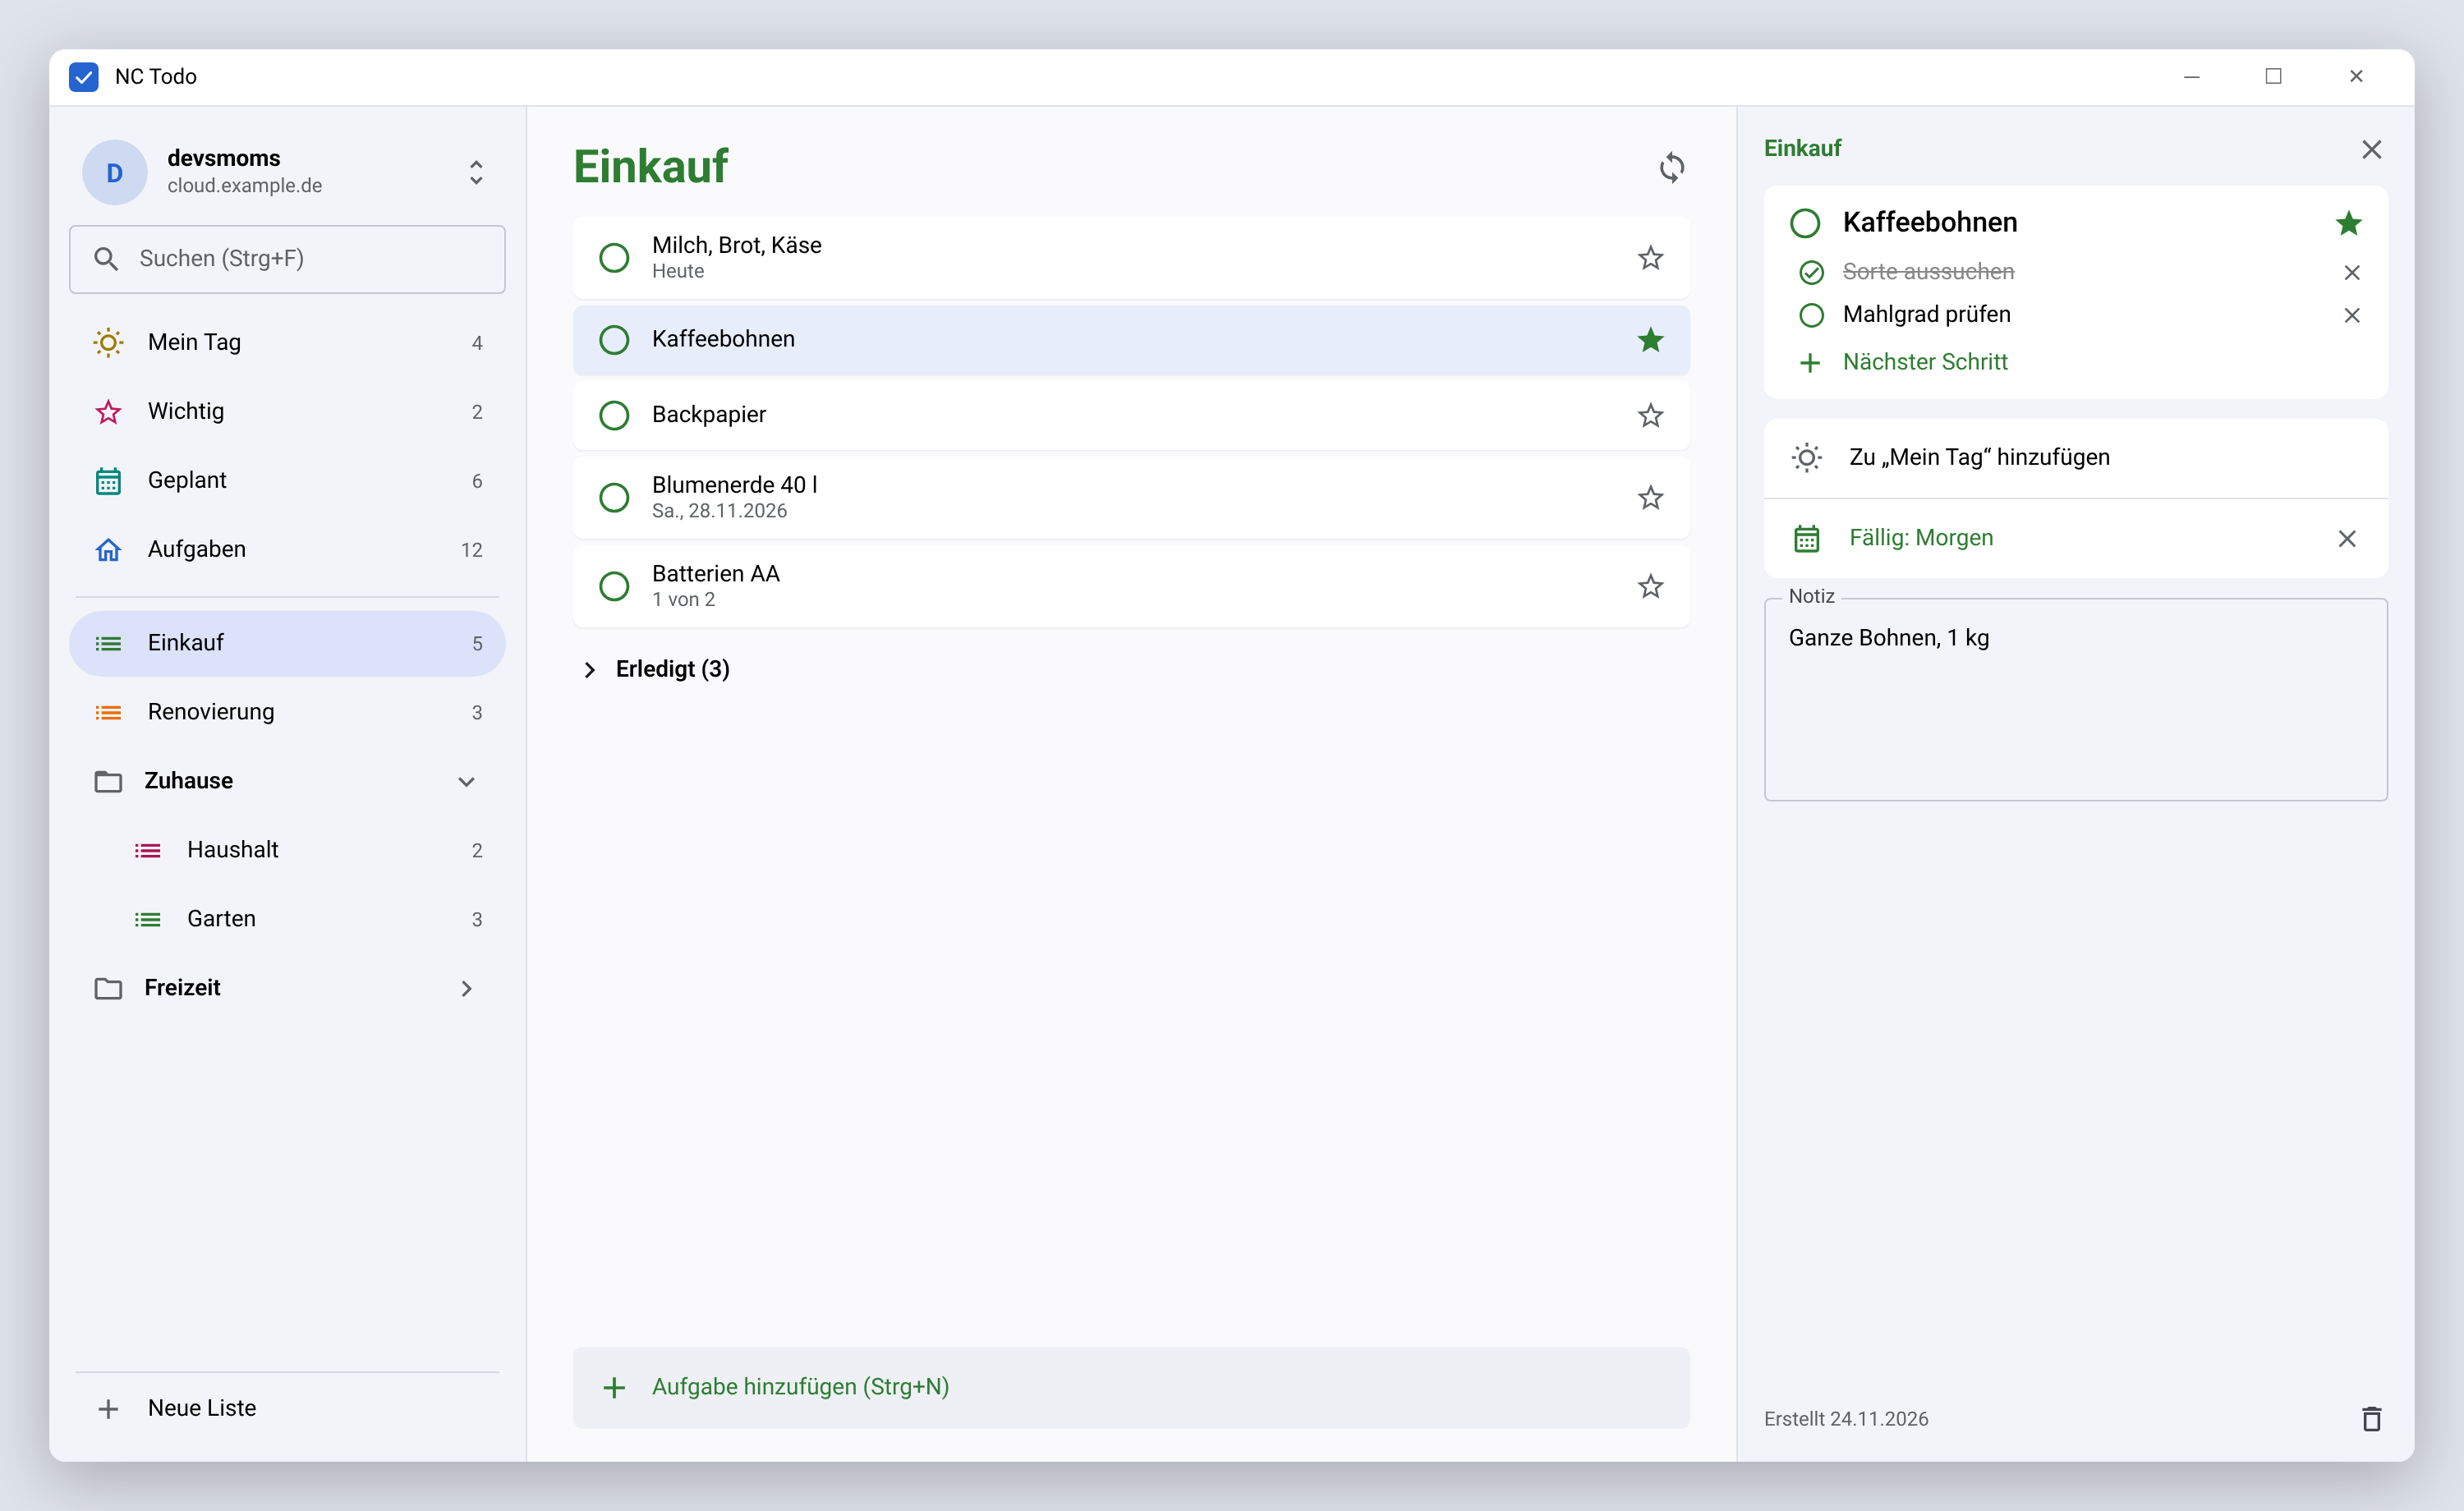 NC Todo
D
devsmoms
cloud.example.de
Suchen (Strg+F)
Mein Tag 4
Wichtig 2
Geplant 6
Aufgaben 12
Einkauf 5
Renovierung 3
Zuhause
Haushalt 2
Garten 3
Freizeit
Neue Liste
Einkauf
Milch, Brot, Käse
Heute
Kaffeebohnen
Backpapier
Blumenerde 40 l
Sa., 28.11.2026
Batterien AA
1 von 2
Erledigt (3)
Aufgabe hinzufügen (Strg+N)
Einkauf
Kaffeebohnen
Sorte aussuchen
Mahlgrad prüfen
Nächster Schritt
Zu „Mein Tag“ hinzufügen
Fällig: Morgen
Notiz
Ganze Bohnen, 1 kg
Erstellt 24.11.2026